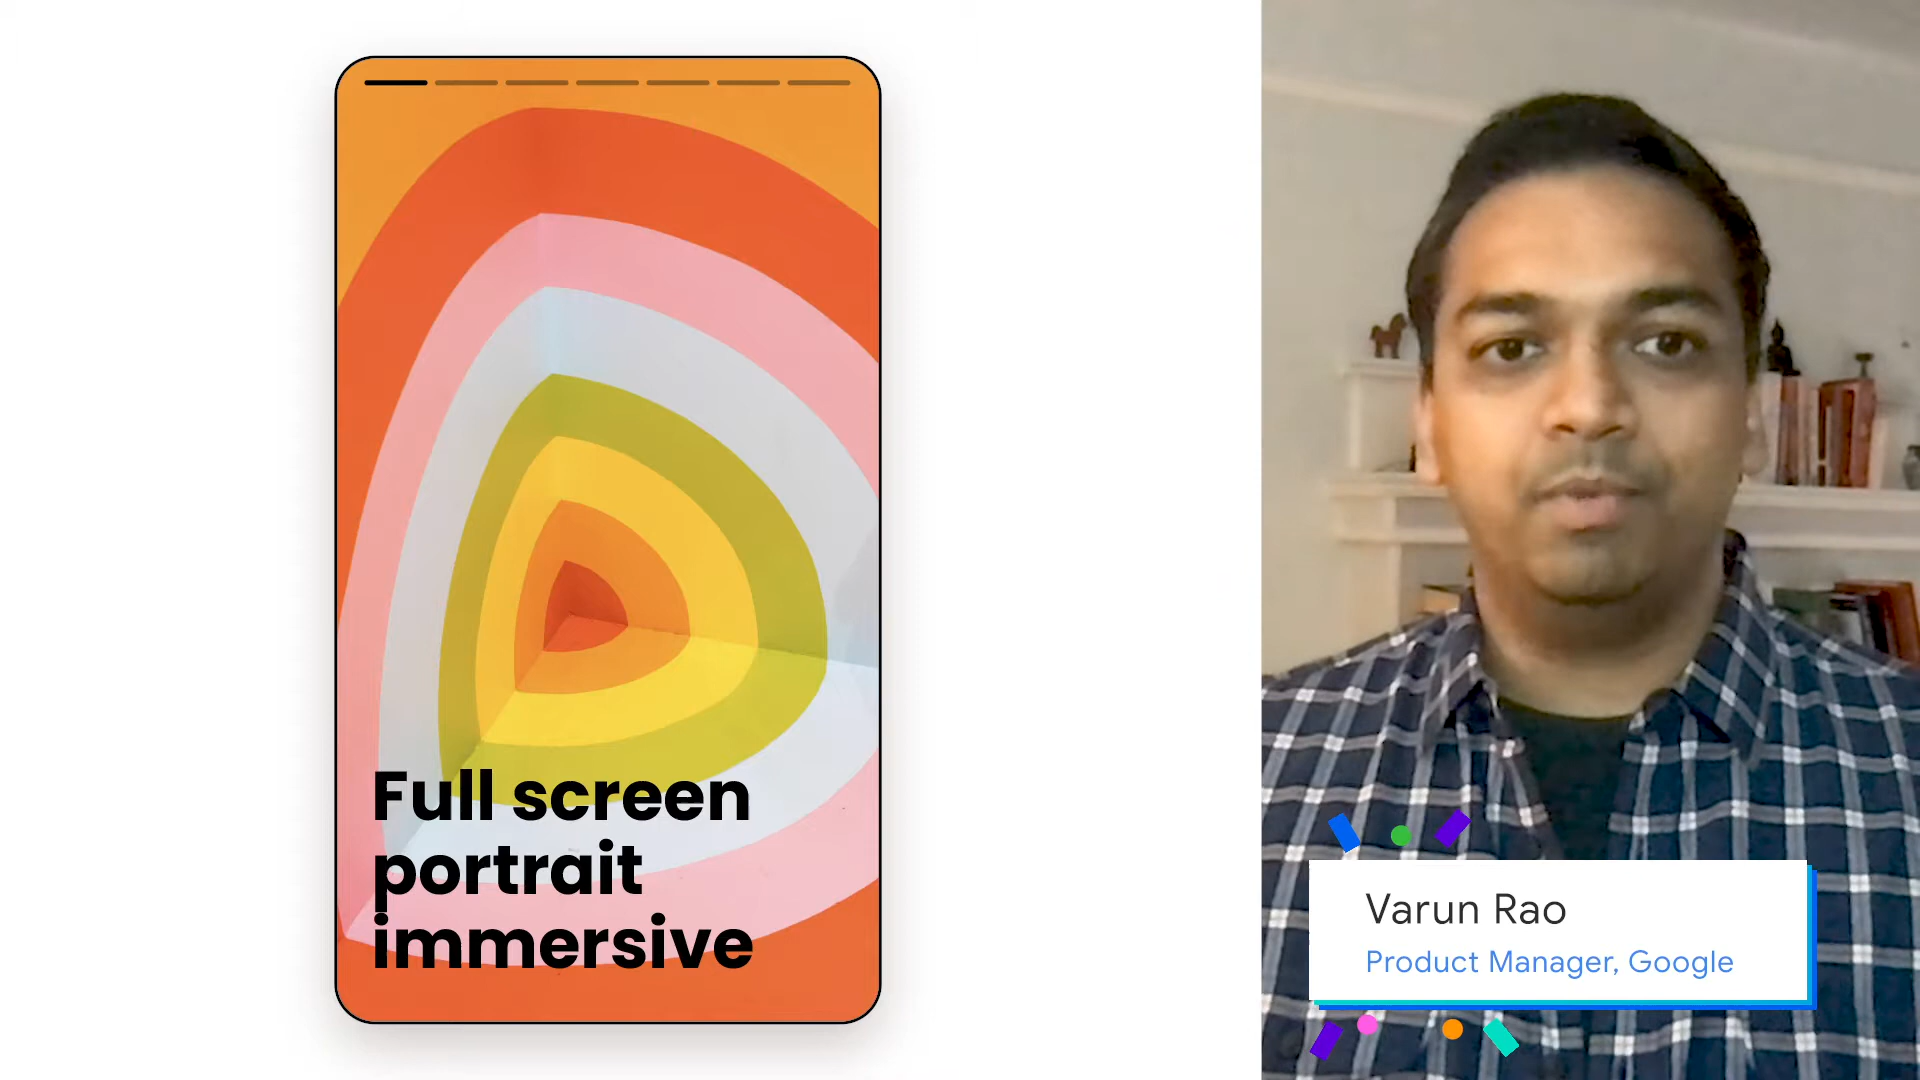 Full screen
portrait
immersive
Varun Rao
Product Manager, Google